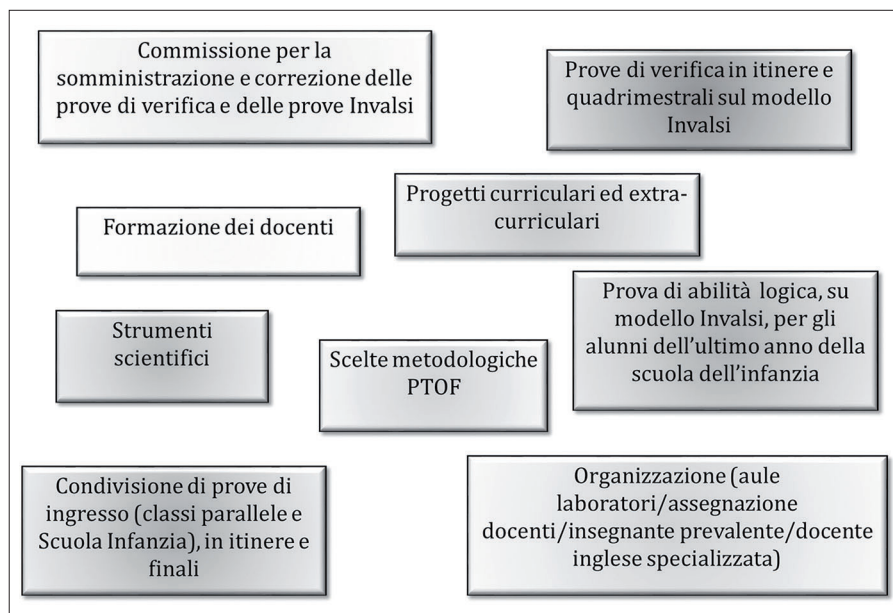 Commissione per la
somministrazione e correzione delle
prove di verifica e delle prove Invalsi
Prove di verifica in itinere e
quadrimestrali sul modello
Invalsi
Progetti curriculari ed extra-
curriculari
Formazione dei docenti
Prova di abilità logica, su
modello Invalsi, per gli
alunni dell'ultimo anno della
scuola dell'infanzia
Strumenti
scientifici
Scelte metodologiche
PTOF
Condivisione di prove di
ingresso (classi parallele e
Scuola Infanzia), in itinere e
finali
Organizzazione (aule
laboratori/assegnazione
docenti/insegnante prevalente/docente
inglese specializzata)